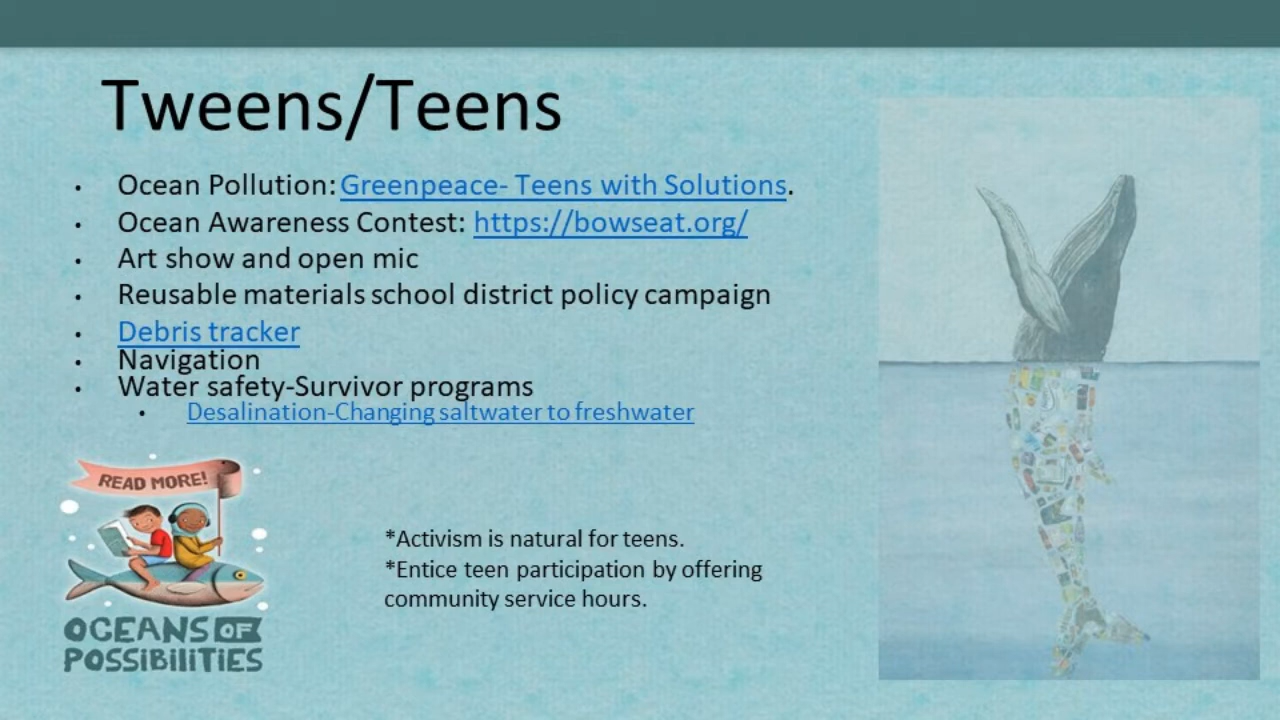 Tweens/Teens
• Ocean Pollution: Greenpeace- Teens with Solutions.
• Ocean Awareness Contest: https://bowseat.org/
• Art show and open mic
• Reusable materials school district policy campaign
• Debris tracker
• Navigation
• Water safety-Survivor programs
• Desalination-Changing saltwater to freshwater
READ MORE!
OCEANS OF
POSSIBILITIES
*Activism is natural for teens.
*Entice teen participation by offering
community service hours.